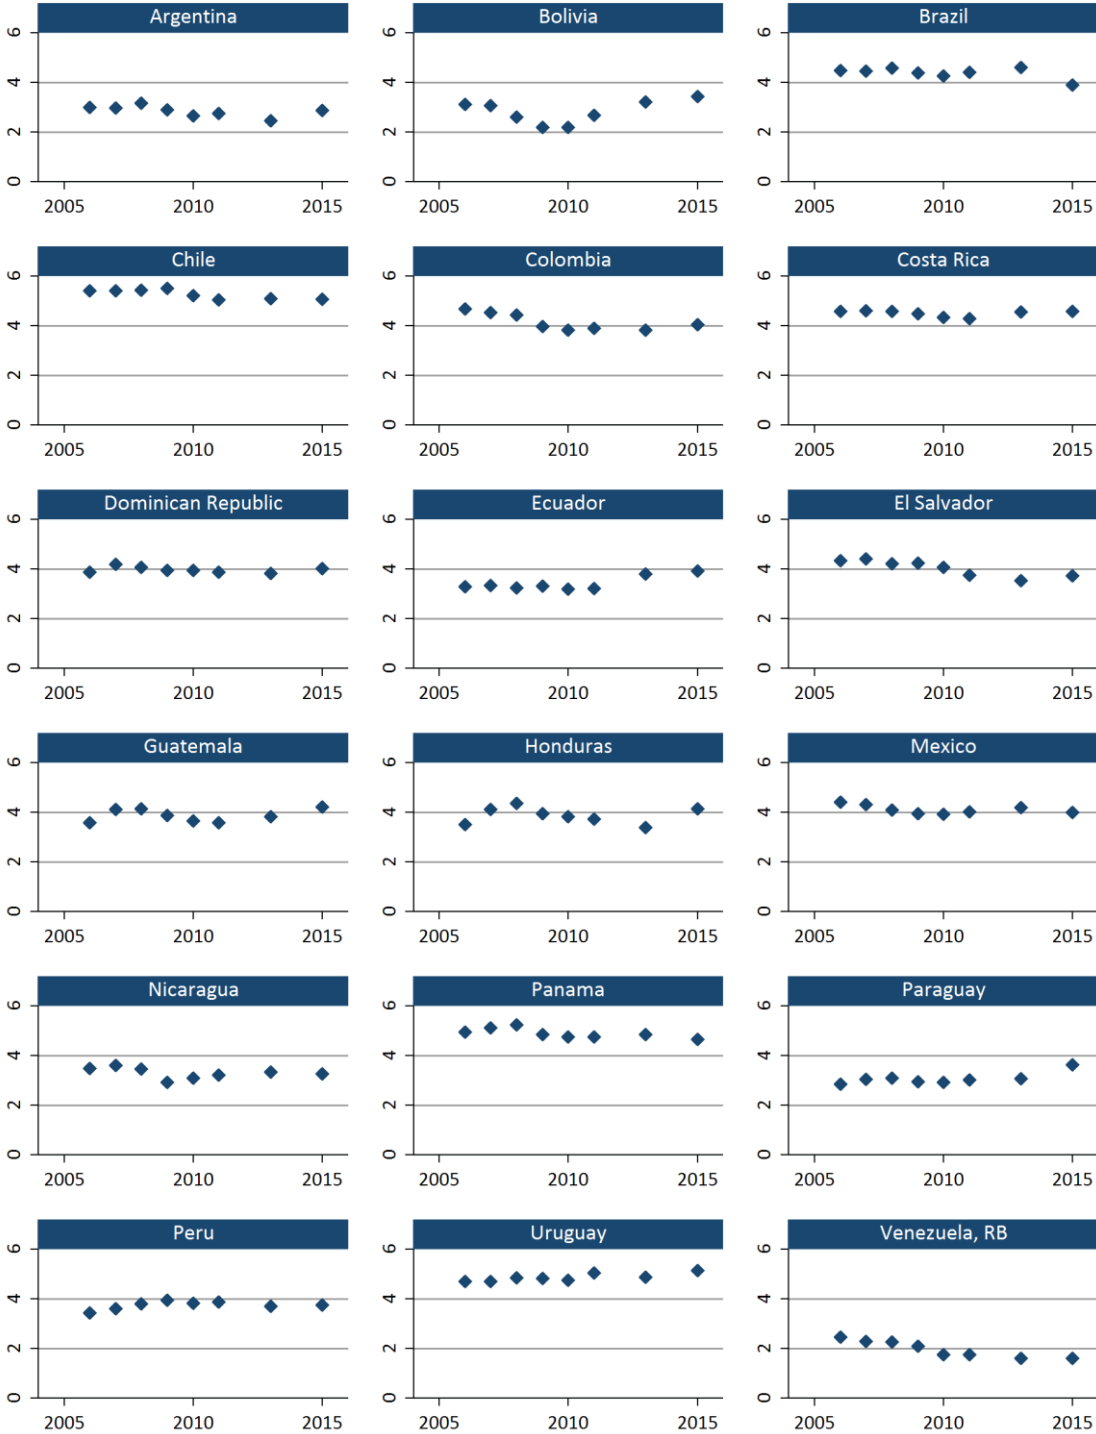 Argentina Bolivia Brazil
6 6 6
4 4 4
2 2 2
0 0 0
2005 2010 2015 2005 2010 2015 2005 2010 2015
Chile Colombia Costa Rica
6 6 6
4 4 4
2 2 2
0 0 0
2005 2010 2015 2005 2010 2015 2005 2010 2015
Dominican Republic Ecuador El Salvador
6 6 6
4 4 4
2 2 2
0 0 0
2005 2010 2015 2005 2010 2015 2005 2010 2015
Guatemala Honduras Mexico
6 6 6
4 4 4
2 2 2
0 0 0
2005 2010 2015 2005 2010 2015 2005 2010 2015
Nicaragua Panama Paraguay
6 6 6
4 4 4
2 2 2
0 0 0
2005 2010 2015 2005 2010 2015 2005 2010 2015
Peru Uruguay Venezuela, RB
6 6 6
4 4 4
2 2 2
0 0 0
2005 2010 2015 2005 2010 2015 2005 2010 2015